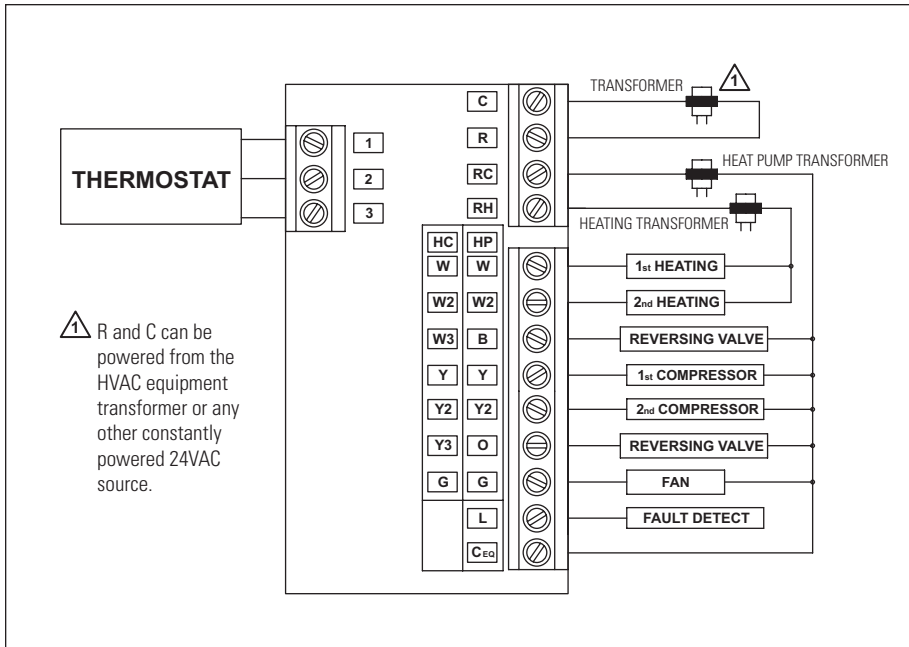 TRANSFORMER
1
C
R
HEAT PUMP TRANSFORMER
RC
HEATING TRANSFORMER
RH
THERMOSTAT
1
2
3
HC HP
W W 1st HEATING
W2 W2 2nd HEATING
W3 B REVERSING VALVE
Y Y 1st COMPRESSOR
Y2 Y2 2nd COMPRESSOR
Y3 O REVERSING VALVE
G G FAN
L FAULT DETECT
CEQ
1 R and C can be
powered from the
HVAC equipment
transformer or any
other constantly
powered 24VAC
source.